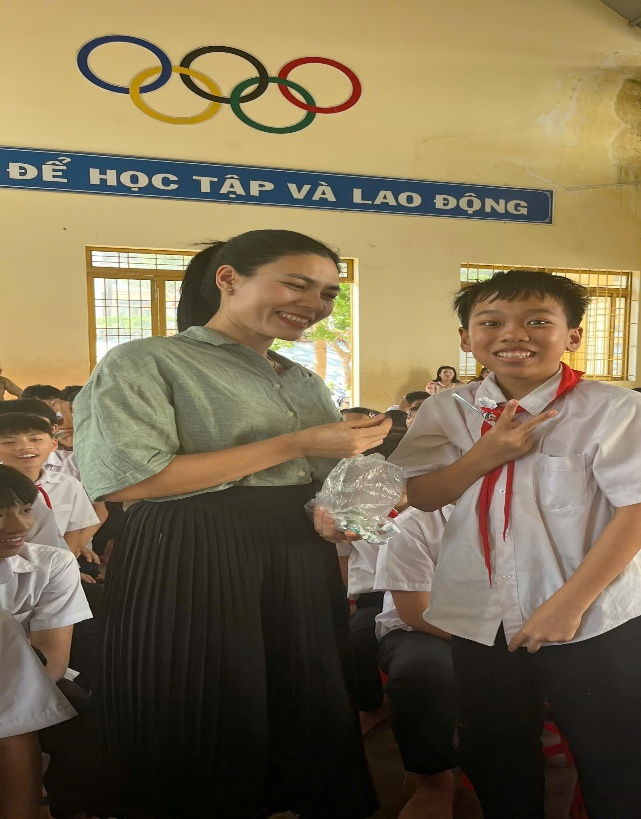 ĐỂ HỌC TẬP VÀ LAO ĐỘNG